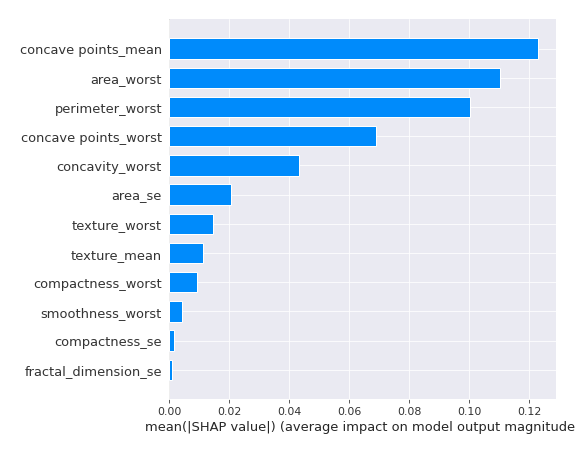 concave points_mean
area_worst
perimeter_worst
concave points_worst
concavity_worst
area_se
texture_worst
texture_mean
compactness_worst
smoothness_worst
compactness_se
fractal_dimension_se
0.00 0.02 0.04 0.06 0.08 0.10 0.12
mean(|SHAP value|) (average impact on model output magnitude